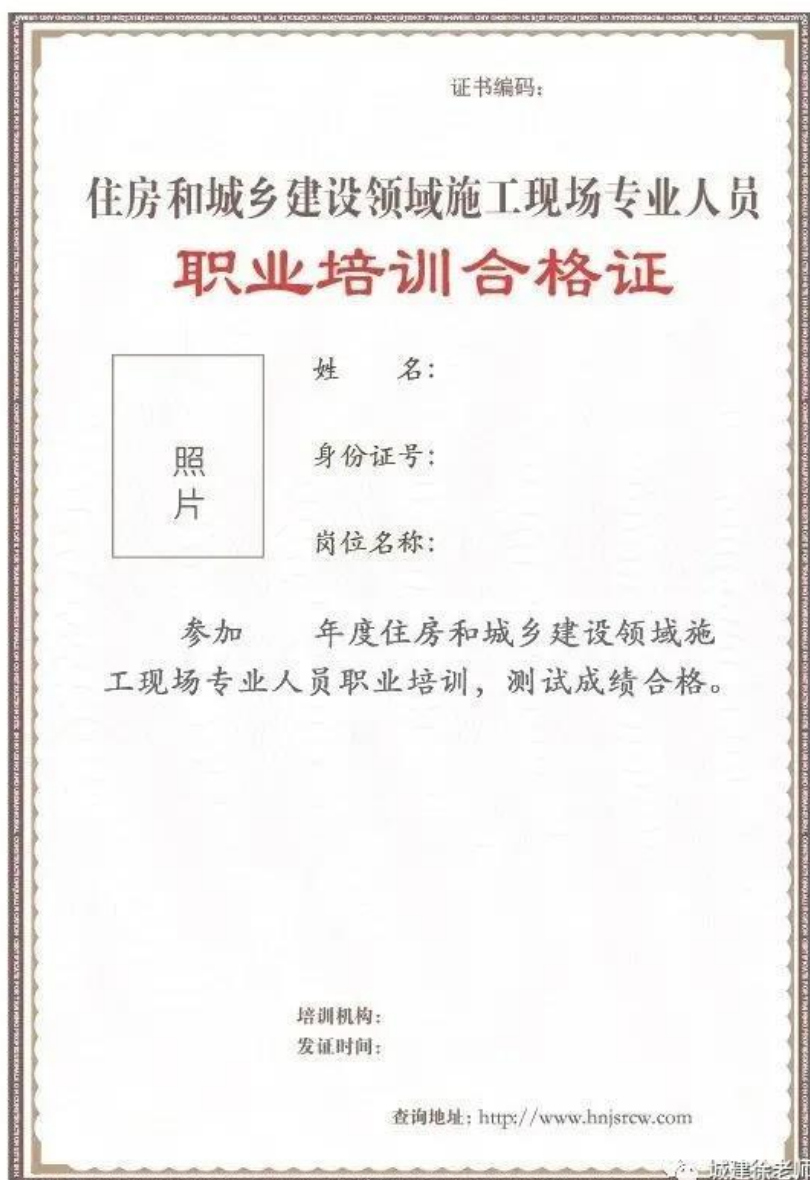 证书编码：
住房和城乡建设领域施工现场专业人员
职业培训合格证
姓 名：
照片
身份证号：
岗位名称：
参加 年度住房和城乡建设领域施
工现场专业人员职业培训，测试成绩合格。
培训机构：
发证时间：
查询地址：http://www.hnjsrcw.com
城建徐老师